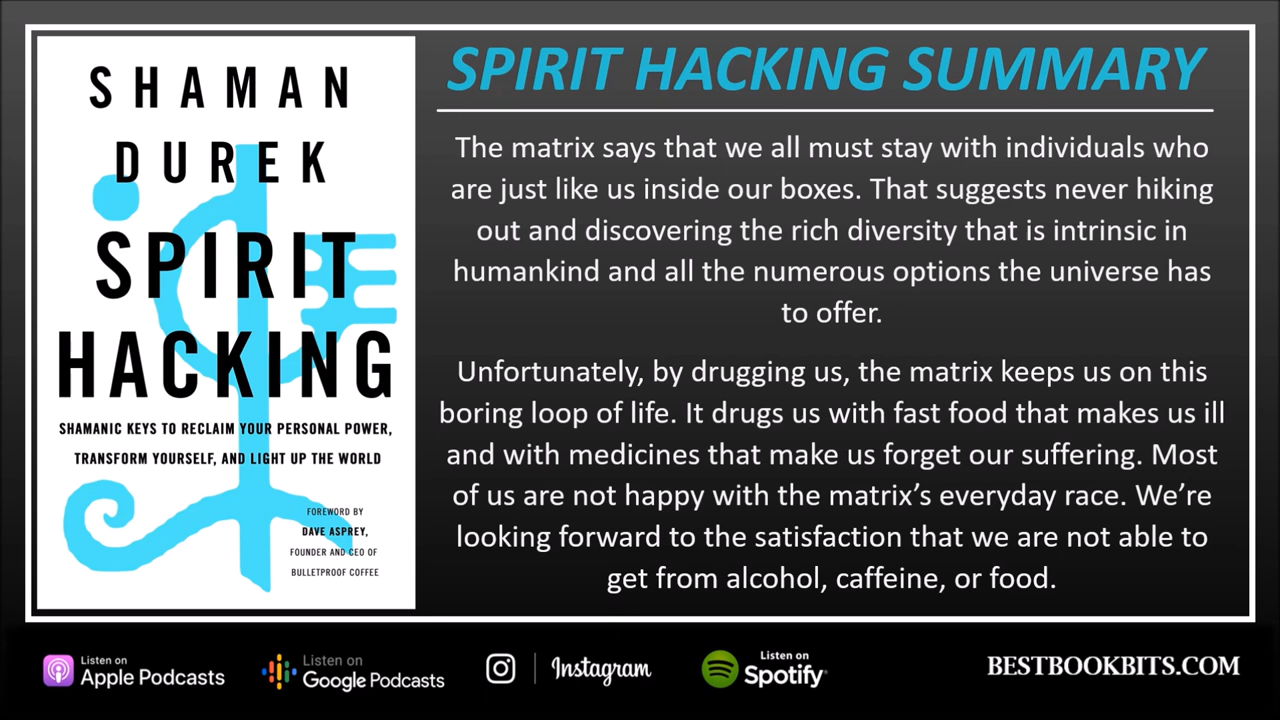 SHAMAN
DUREK
SPIRIT
HACKING
SHAMANIC KEYS TO RECLAIM YOUR PERSONAL POWER,
TRANSFORM YOURSELF, AND LIGHT UP THE WORLD
FOREWORD BY
DAVE ASPREY,
FOUNDER AND CEO OF
BULLETPROOF COFFEE
SPIRIT HACKING SUMMARY
The matrix says that we all must stay with individuals who
are just like us inside our boxes. That suggests never hiking
out and discovering the rich diversity that is intrinsic in
humankind and all the numerous options the universe has
to offer.
Unfortunately, by drugging us, the matrix keeps us on this
boring loop of life. It drugs us with fast food that makes us ill
and with medicines that make us forget our suffering. Most
of us are not happy with the matrix's everyday race. We're
looking forward to the satisfaction that we are not able to
get from alcohol, caffeine, or food.
Listen on
Apple Podcasts
Listen on
Google Podcasts
Instagram
Listen on
Spotify
BESTBOOKBITS.COM